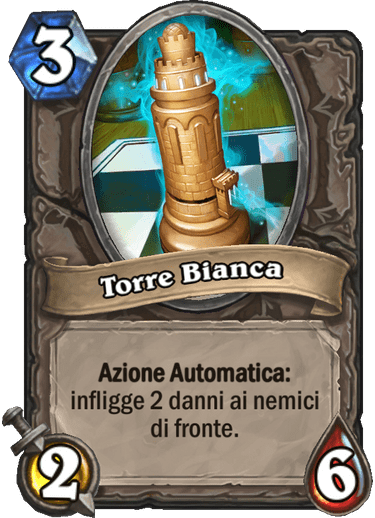 3
Torre Bianca
Azione Automatica:
infligge 2 danni ai nemici
di fronte.
2
6